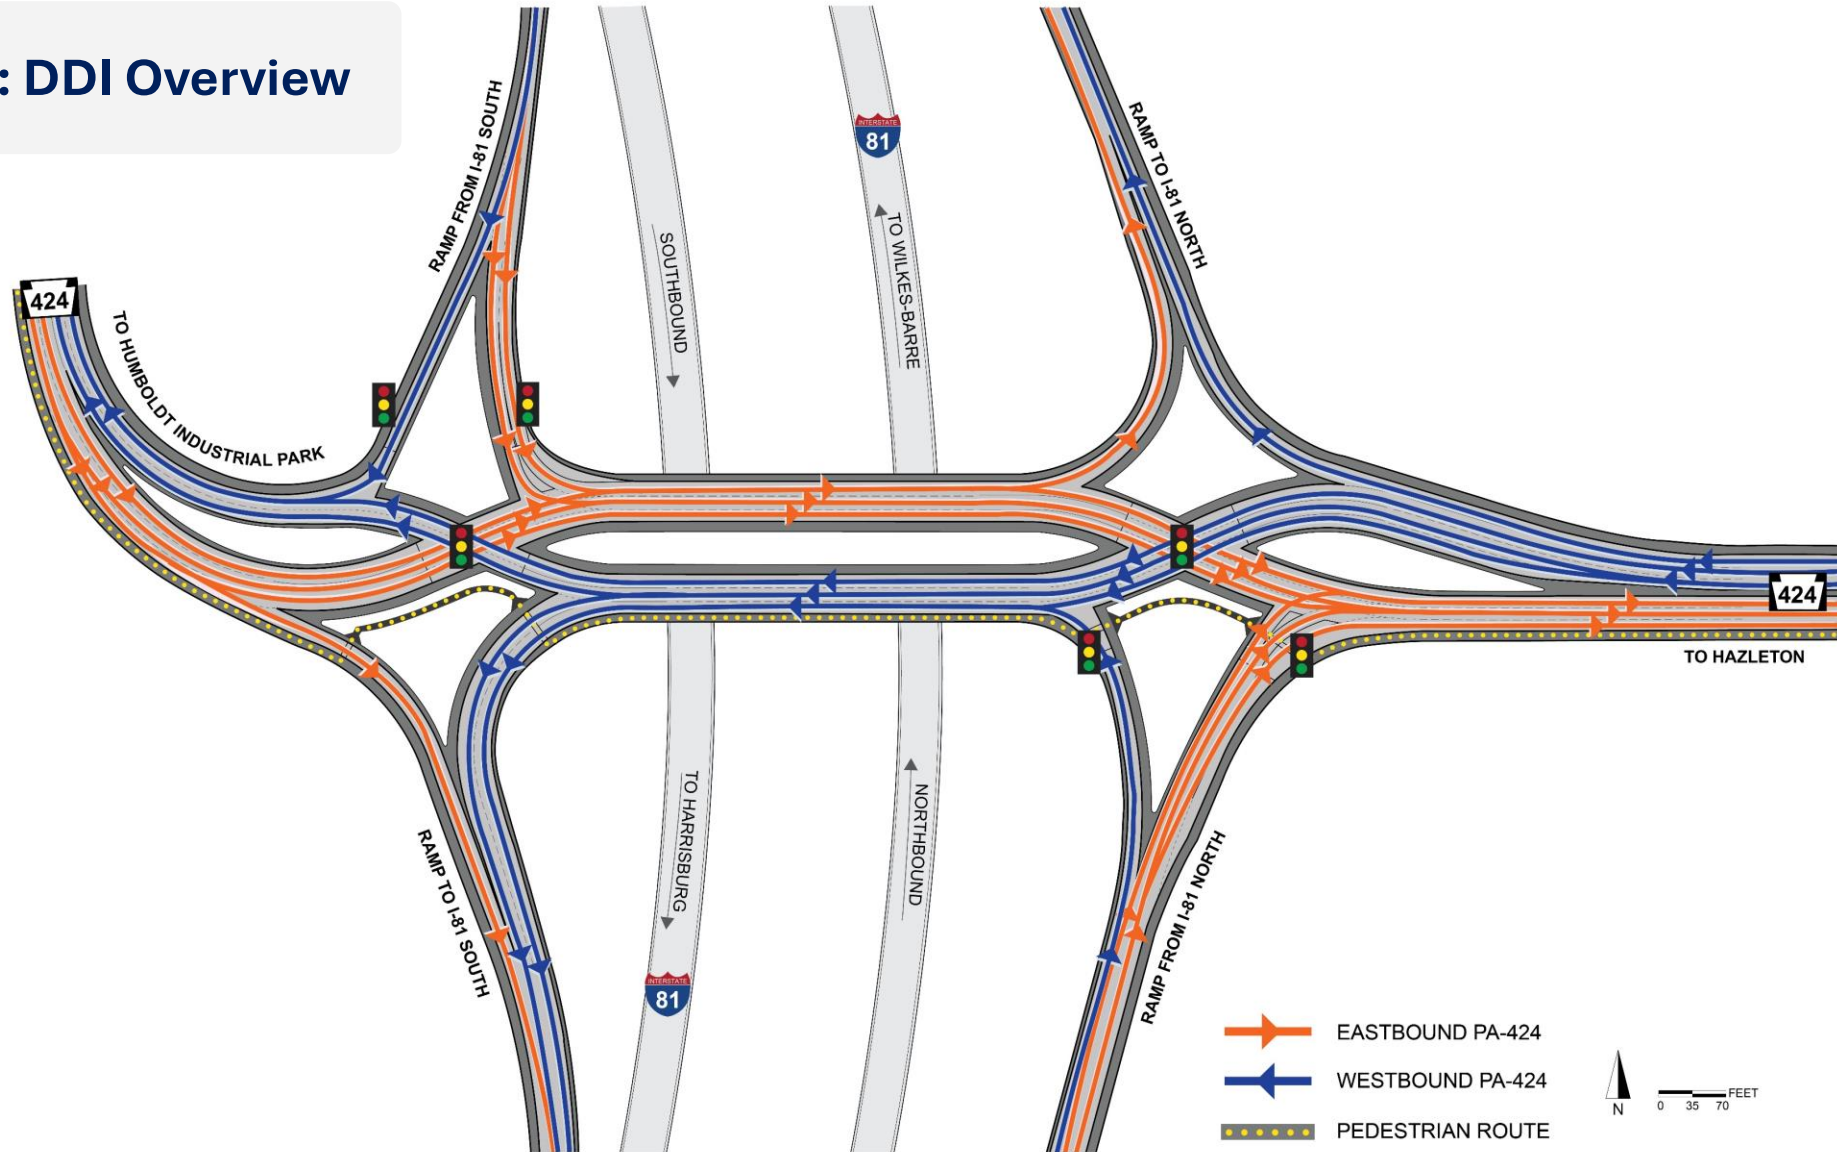 : DDI Overview
RAMP FROM I-81 SOUTH
INTERSTATE
81
RAMP TO I-81 NORTH
SOUTHBOUND
TO WILKES-BARRE
424
TO HUMBOLDT INDUSTRIAL PARK
424
TO HAZLETON
TO HARRISBURG
NORTHBOUND
RAMP TO I-81 SOUTH
RAMP FROM I-81 NORTH
INTERSTATE
81
EASTBOUND PA-424
WESTBOUND PA-424
PEDESTRIAN ROUTE
N
0 35 70 FEET